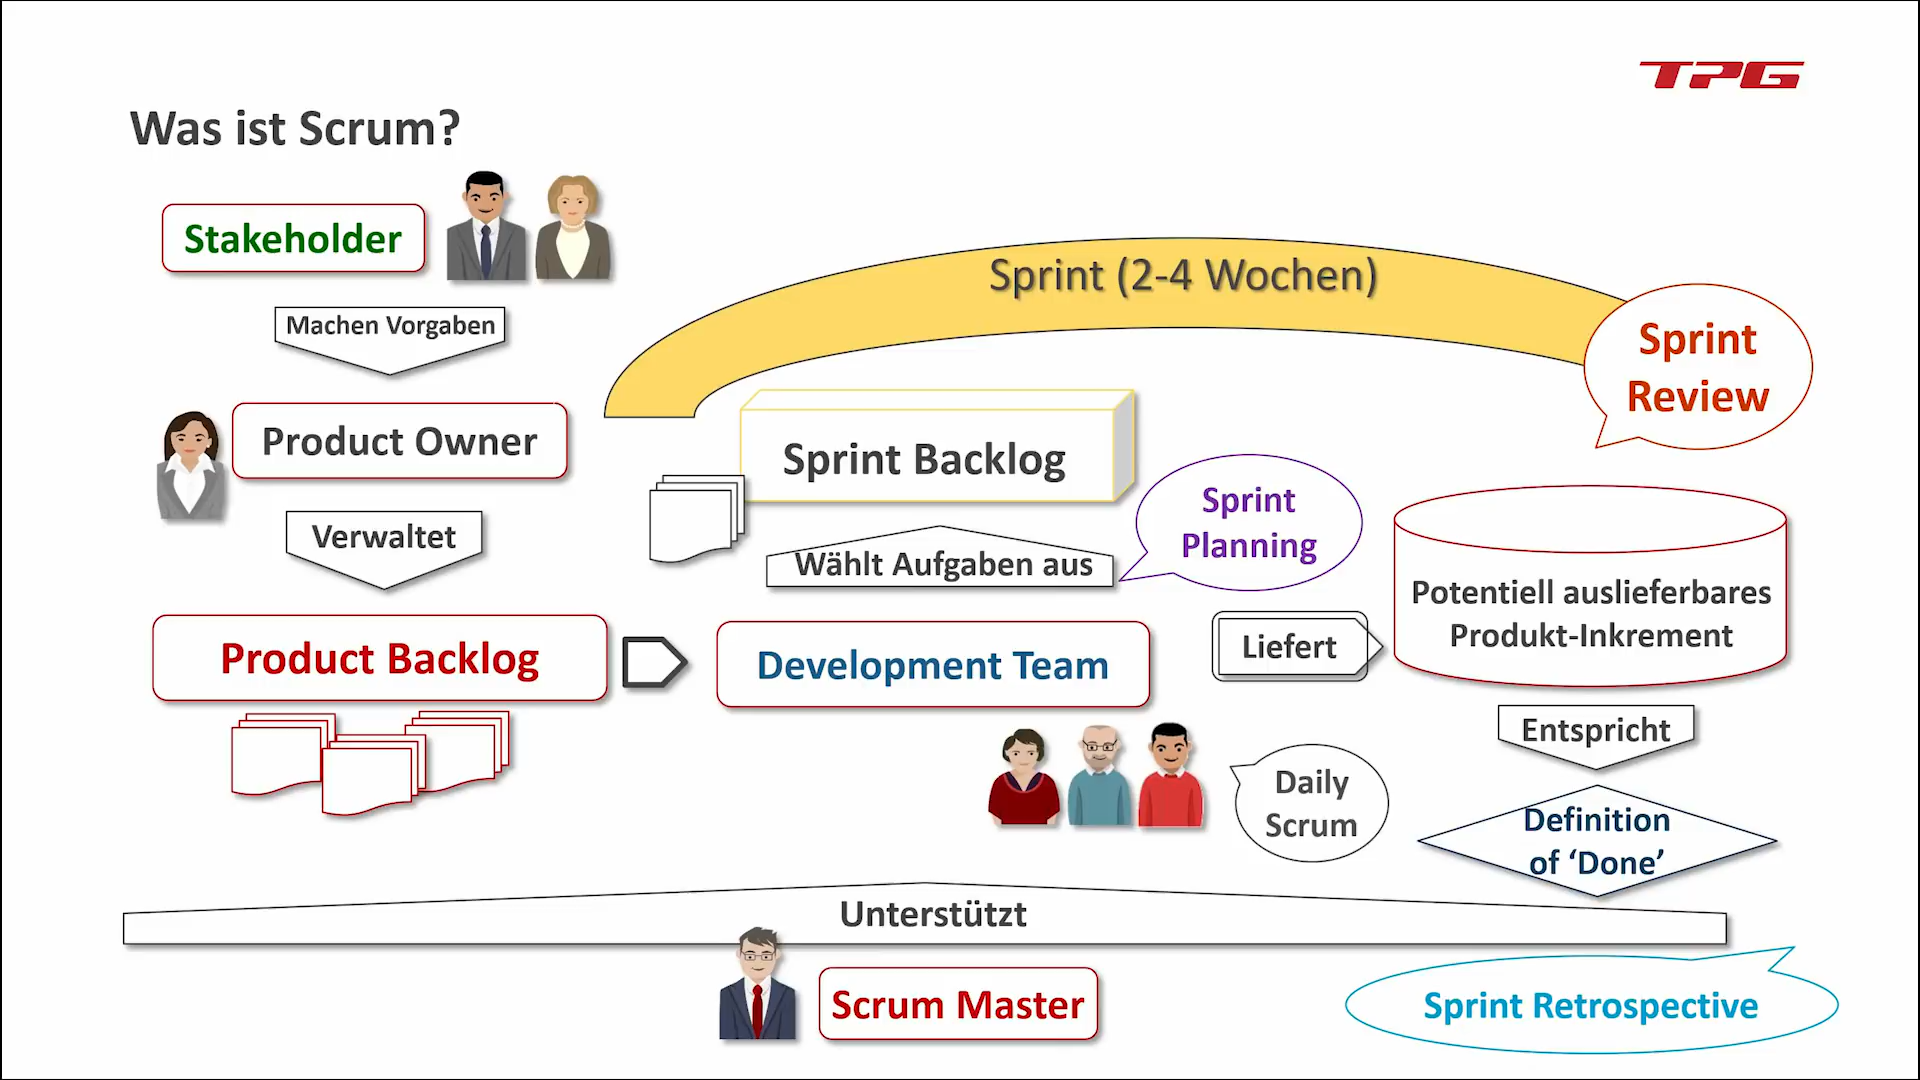 TPG
Was ist Scrum?
Stakeholder
Machen Vorgaben
Product Owner
Verwaltet
Product Backlog
Sprint (2-4 Wochen)
Sprint
Review
Sprint Backlog
Sprint
Planning
Wählt Aufgaben aus
Development Team
Liefert
Potentiell auslieferbares
Produkt-Inkrement
Entspricht
Daily
Scrum
Definition
of ‘Done’
Unterstützt
Scrum Master
Sprint Retrospective